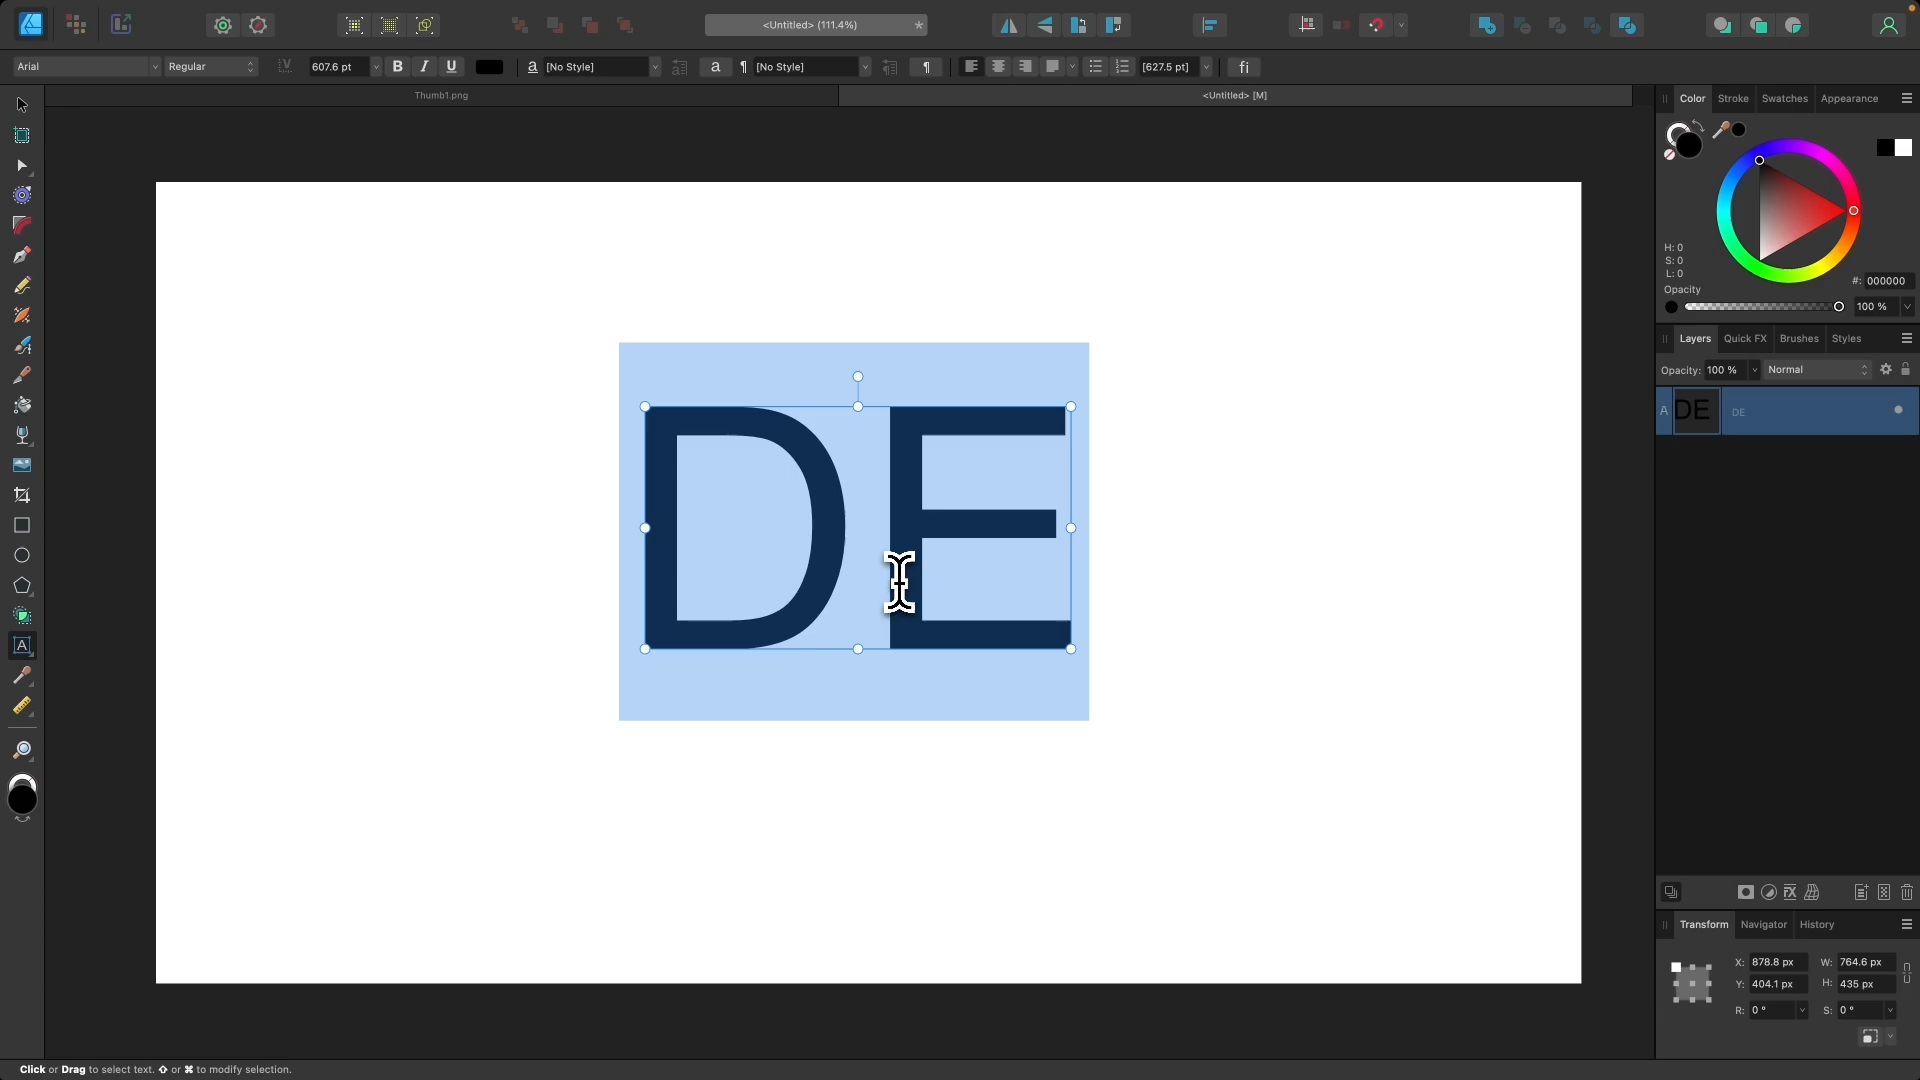 <Untitled> (111.4%)
*
Arial
Regular
607.6 pt
B
I
U
a
[No Style]
a
¶
[No Style]
¶
[627.5 pt]
fi
Thumb1.png
<Untitled> [M]
Color
Stroke
Swatches
Appearance
H: 0
S: 0
L: 0
#: 000000
Opacity
100 %
Layers
Quick FX
Brushes
Styles
Opacity: 100 %
Normal
A
DE
DE
DE
A
Transform
Navigator
History
X: 878.8 px
W: 764.6 px
Y: 404.1 px
H: 435 px
R: 0 °
S: 0 °
Click or Drag to select text. ⇧ or ⌘ to modify selection.